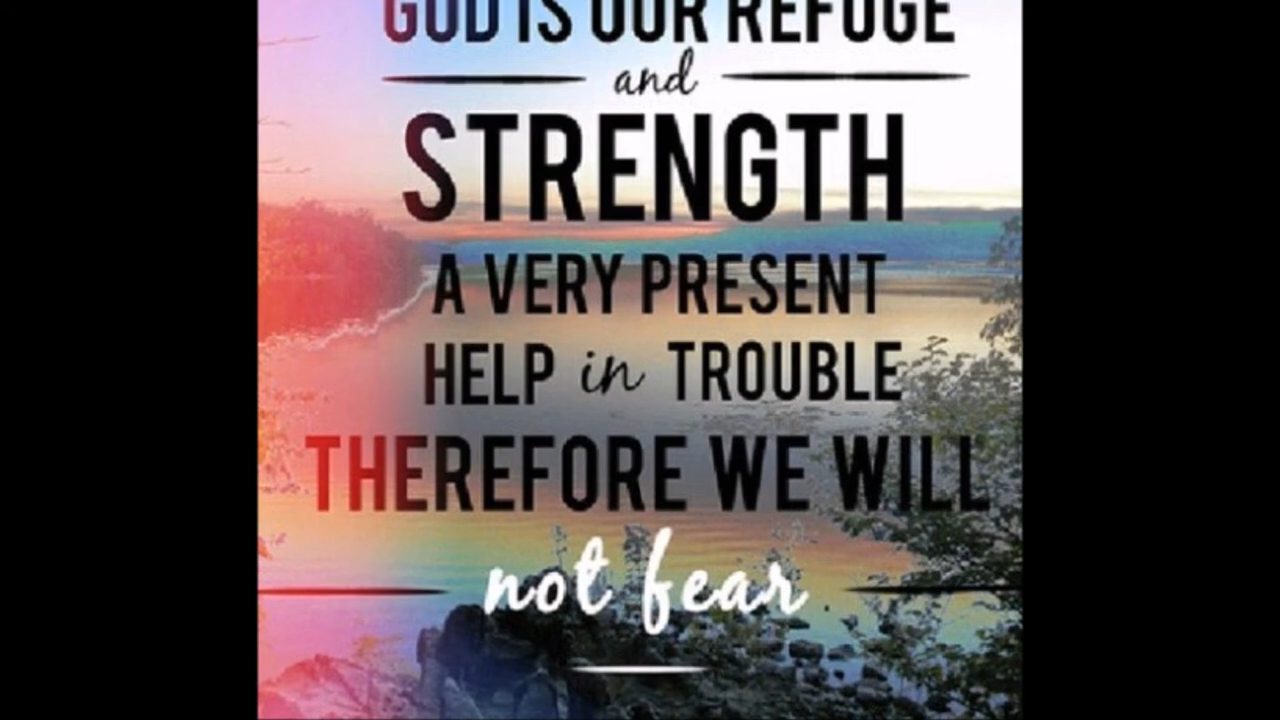 GOD IS OUR REFUGE
and
STRENGTH
A VERY PRESENT
HELP in TROUBLE
THEREFORE WE WILL
not fear